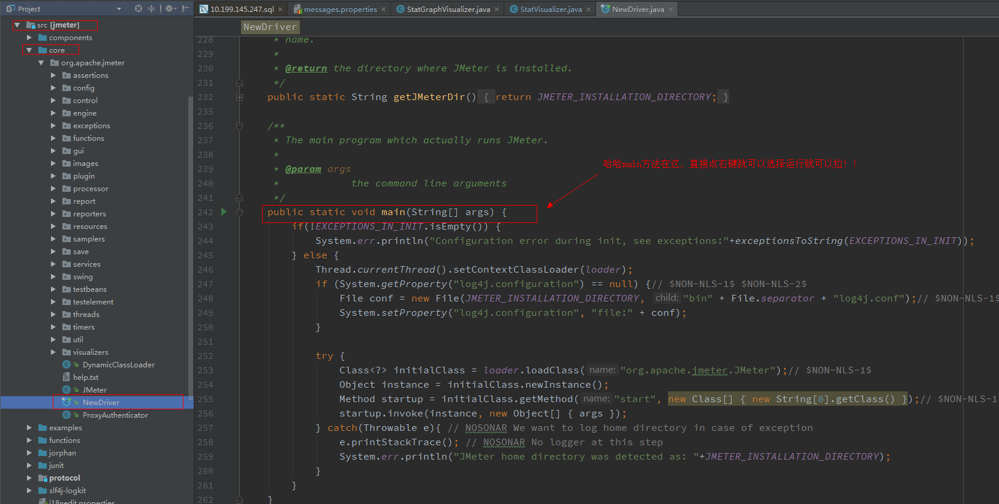 Project
10.199.145.247.sql
messages.properties
StatGraphVisualizer.java
StatVisualizer.java
NewDriver.java
src [jmeter]
components
core
org.apache.jmeter
assertions
config
control
engine
exceptions
functions
gui
images
plugin
processor
report
reporters
resources
samplers
save
services
swing
testbeans
testelement
threads
timers
util
visualizers
DynamicClassLoader
help.txt
JMeter
NewDriver
ProxyAuthenticator
examples
functions
jorphan
junit
protocol
slf4j-logkit
i18nedit.properties
NewDriver
228 * name.
229 *
230 * @return the directory where JMeter is installed.
231 */
232 public static String getJMeterDir() { return JMETER_INSTALLATION_DIRECTORY; }
235
236 /**
237 * The main program which actually runs JMeter.
238 *
239 * @param args
240 * the command line arguments
241 */
哈哈main方法在这，直接点右键就可以选择运行就可以拉！！
242 public static void main(String[] args) {
243 if(!EXCEPTIONS_IN_INIT.isEmpty()) {
244 System.err.println("Configuration error during init, see exceptions:"+exceptionsToString(EXCEPTIONS_IN_INIT));
245 } else {
246 Thread.currentThread().setContextClassLoader(loader);
247 if (System.getProperty("log4j.configuration") == null) {// $NON-NLS-1$ $NON-NLS-2$
248 File conf = new File(JMETER_INSTALLATION_DIRECTORY, child: "bin" + File.separator + "log4j.conf");// $NON-NLS-1$
249 System.setProperty("log4j.configuration", "file:" + conf);
250 }
251
252 try {
253 Class<?> initialClass = loader.loadClass( name: "org.apache.jmeter.JMeter");// $NON-NLS-1$
254 Object instance = initialClass.newInstance();
255 Method startup = initialClass.getMethod( name: "start", new Class[] { new String[0].getClass() });// $NON-NLS-1
256 startup.invoke(instance, new Object[] { args });
257 } catch(Throwable e){ // NOSONAR We want to log home directory in case of exception
258 e.printStackTrace(); // NOSONAR No logger at this step
259 System.err.println("JMeter home directory was detected as: "+JMETER_INSTALLATION_DIRECTORY);
260 }
261 }
262 }